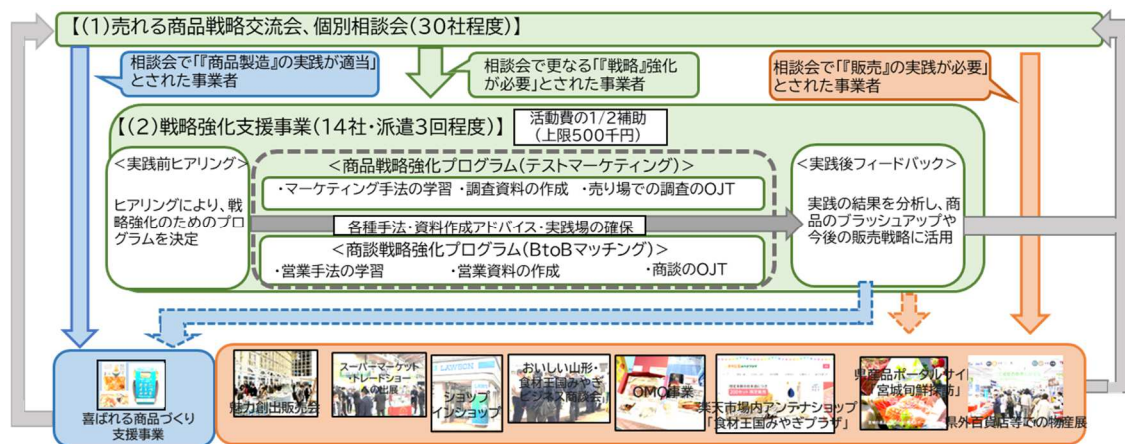 【(1)売れる商品戦略交流会、個別相談会(30社程度)】
相談会で「『商品製造』の実践が適当」
とされた事業者
相談会で更なる「『戦略』強化
が必要」とされた事業者
相談会で「『販売』の実践が必要」
とされた事業者
【(2)戦略強化支援事業(14社・派遣3回程度)】
活動費の1/2補助
(上限500千円)
<実践前ヒアリング>
ヒアリングにより、戦
略強化のためのプロ
グラムを決定
<商品戦略強化プログラム(テストマーケティング)>
・マーケティング手法の学習 ・調査資料の作成 ・売り場での調査のOJT
各種手法・資料作成アドバイス・実践場の確保
<商談戦略強化プログラム(BtoBマッチング)>
・営業手法の学習 ・営業資料の作成 ・商談のOJT
<実践後フィードバック>
実践の結果を分析し、商
品のブラッシュアップや
今後の販売戦略に活用
喜ばれる商品づくり
支援事業
魅力創出販売会
スーパーマーケット
・トレードショー
への出展
LAWSON
ショップ
インショップ
おいしい山形・
食材王国みやぎ
ビジネス商談会
OMO事業
楽天市場内アンテナショップ
「食材王国みやぎプラザ」
県産品ポータルサイト
「宮城旬鮮探訪」
県外百貨店等での物産展